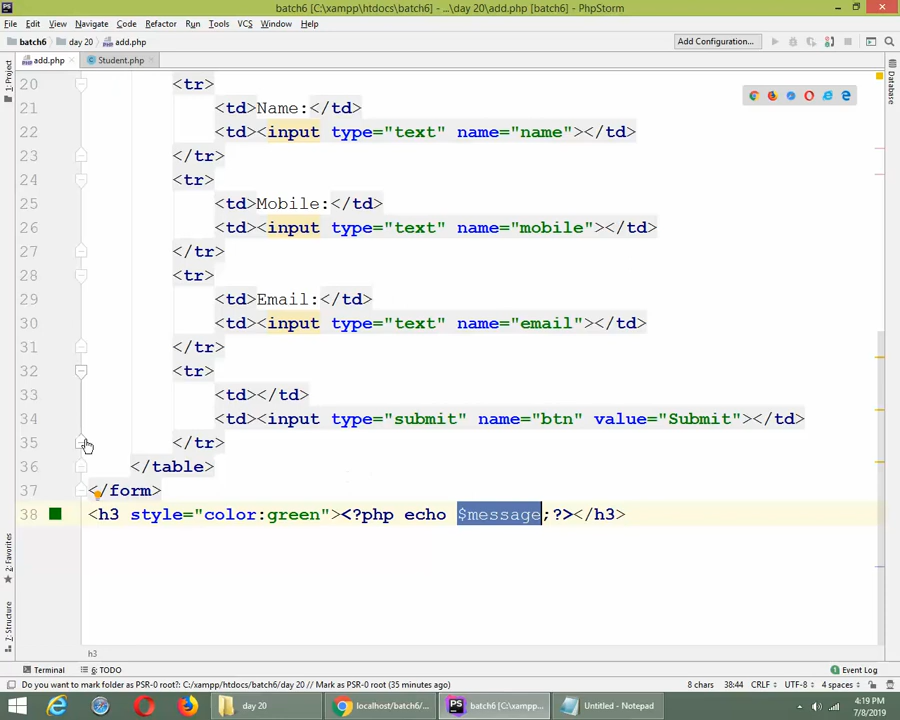 batch6 [C:\xampp\htdocs\batch6] - ...\day 20\add.php - PhpStorm
File Edit View Navigate Code Refactor Run Tools VCS Window Help
batch6 day 20 add.php Add Configuration...
add.php Student.php
1: Project
Database
20 <tr>
21 <td>Name:</td>
22 <td><input type="text" name="name"></td>
23 </tr>
24 <tr>
25 <td>Mobile:</td>
26 <td><input type="text" name="mobile"></td>
27 </tr>
28 <tr>
29 <td>Email:</td>
30 <td><input type="text" name="email"></td>
31 </tr>
32 <tr>
33 <td></td>
34 <td><input type="submit" name="btn" value="Submit"></td>
35 </tr>
36 </table>
37 </form>
38 <h3 style="color:green"><?php echo $message;?></h3>
2: Favorites
7: Structure
h3
Terminal 6: TODO Event Log
Do you want to mark folder as PSR-0 root?: C:/xampp/htdocs/batch6/day 20 // Mark as PSR-0 (35 minutes ago) 8 chars 38:44 CRLF UTF-8 4 spaces
day 20 localhost/batch6/... batch6 [C:\xampp\... Untitled - Notepad 4:19 PM
7/8/2019